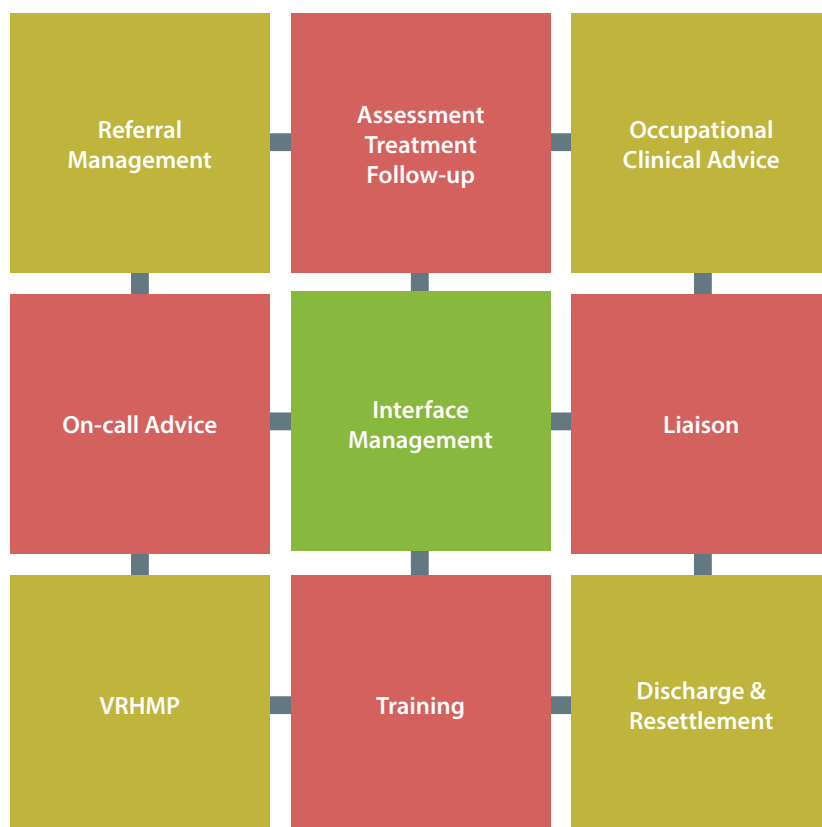 Referral
Management
Assessment
Treatment
Follow-up
Occupational
Clinical Advice
On-call Advice
Interface
Management
Liaison
VRHMP
Training
Discharge &
Resettlement